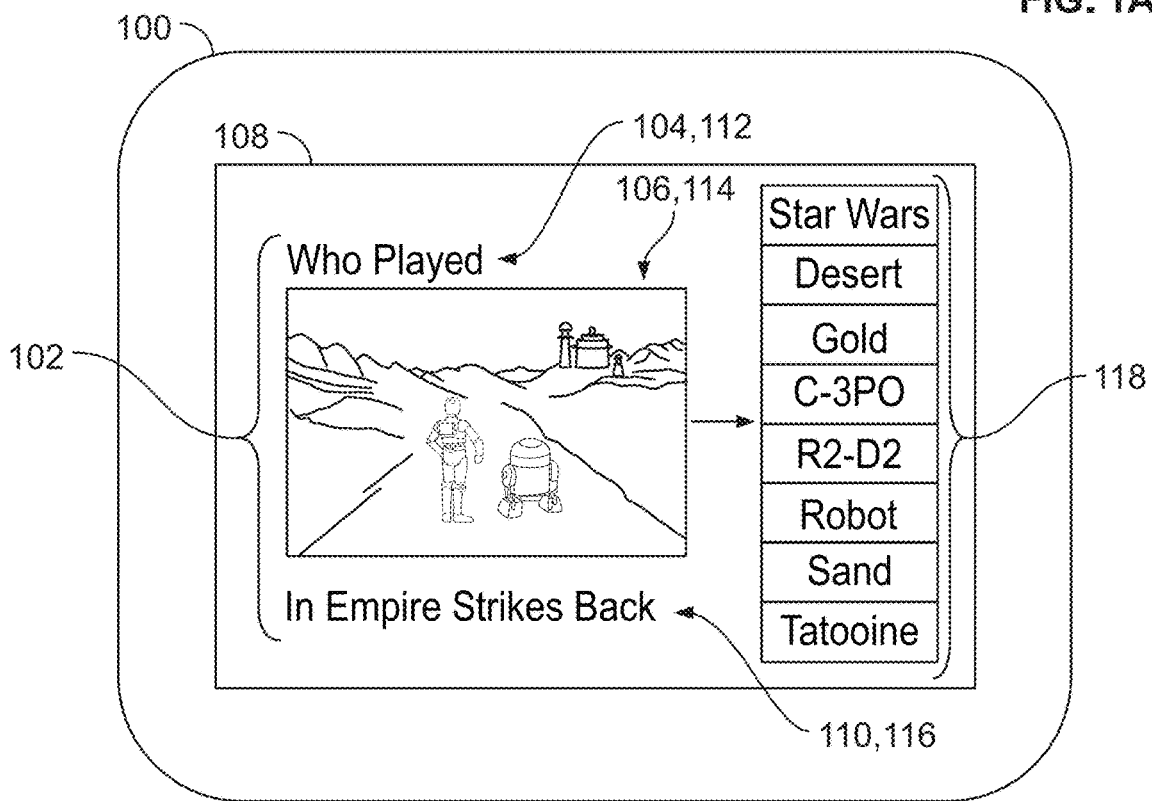 FIG. 1A
100
108
104,112
106,114
Who Played
102
In Empire Strikes Back
110,116
Star Wars
Desert
Gold
C-3PO
R2-D2
Robot
Sand
Tatooine
118